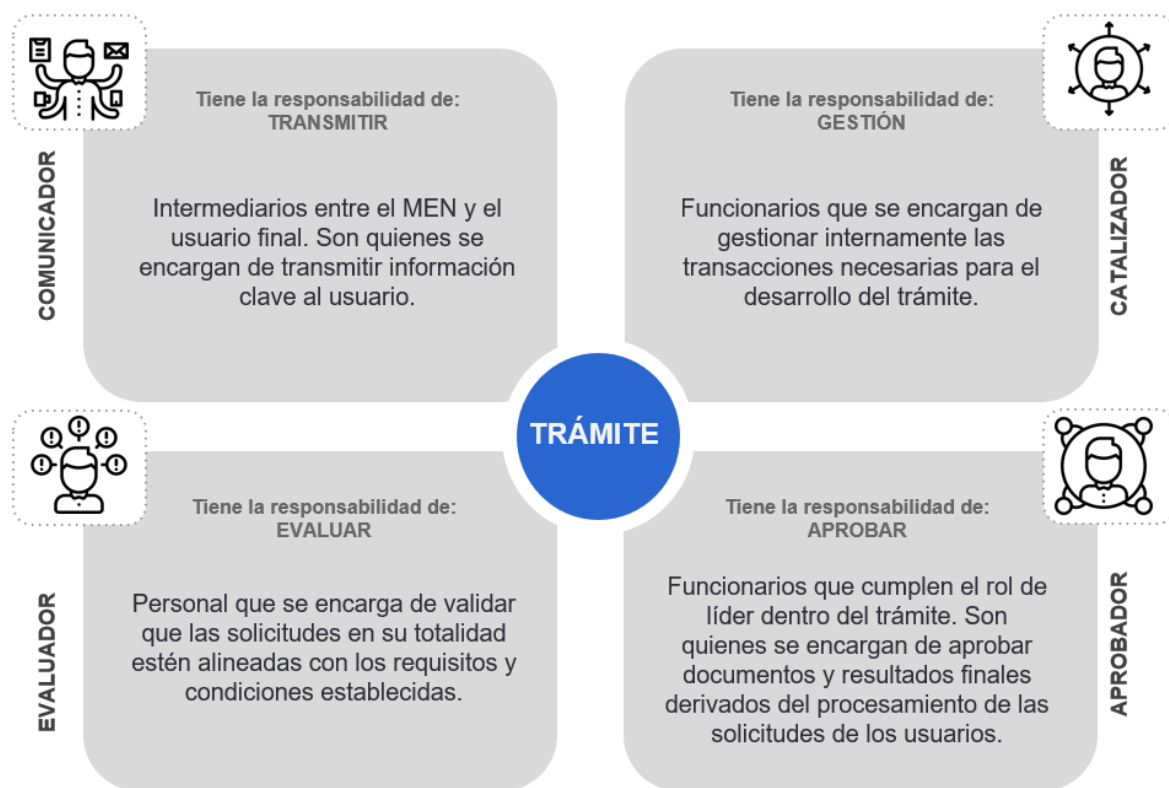 COMUNICADOR
Tiene la responsabilidad de:
TRANSMITIR
Intermediarios entre el MEN y el
usuario final. Son quienes se
encargan de transmitir información
clave al usuario.
CATALIZADOR
Tiene la responsabilidad de:
GESTIÓN
Funcionarios que se encargan de
gestionar internamente las
transacciones necesarias para el
desarrollo del trámite.
TRÁMITE
EVALUADOR
Tiene la responsabilidad de:
EVALUAR
Personal que se encarga de validar
que las solicitudes en su totalidad
estén alineadas con los requisitos y
condiciones establecidas.
APROBADOR
Tiene la responsabilidad de:
APROBAR
Funcionarios que cumplen el rol de
líder dentro del trámite. Son
quienes se encargan de aprobar
documentos y resultados finales
derivados del procesamiento de las
solicitudes de los usuarios.